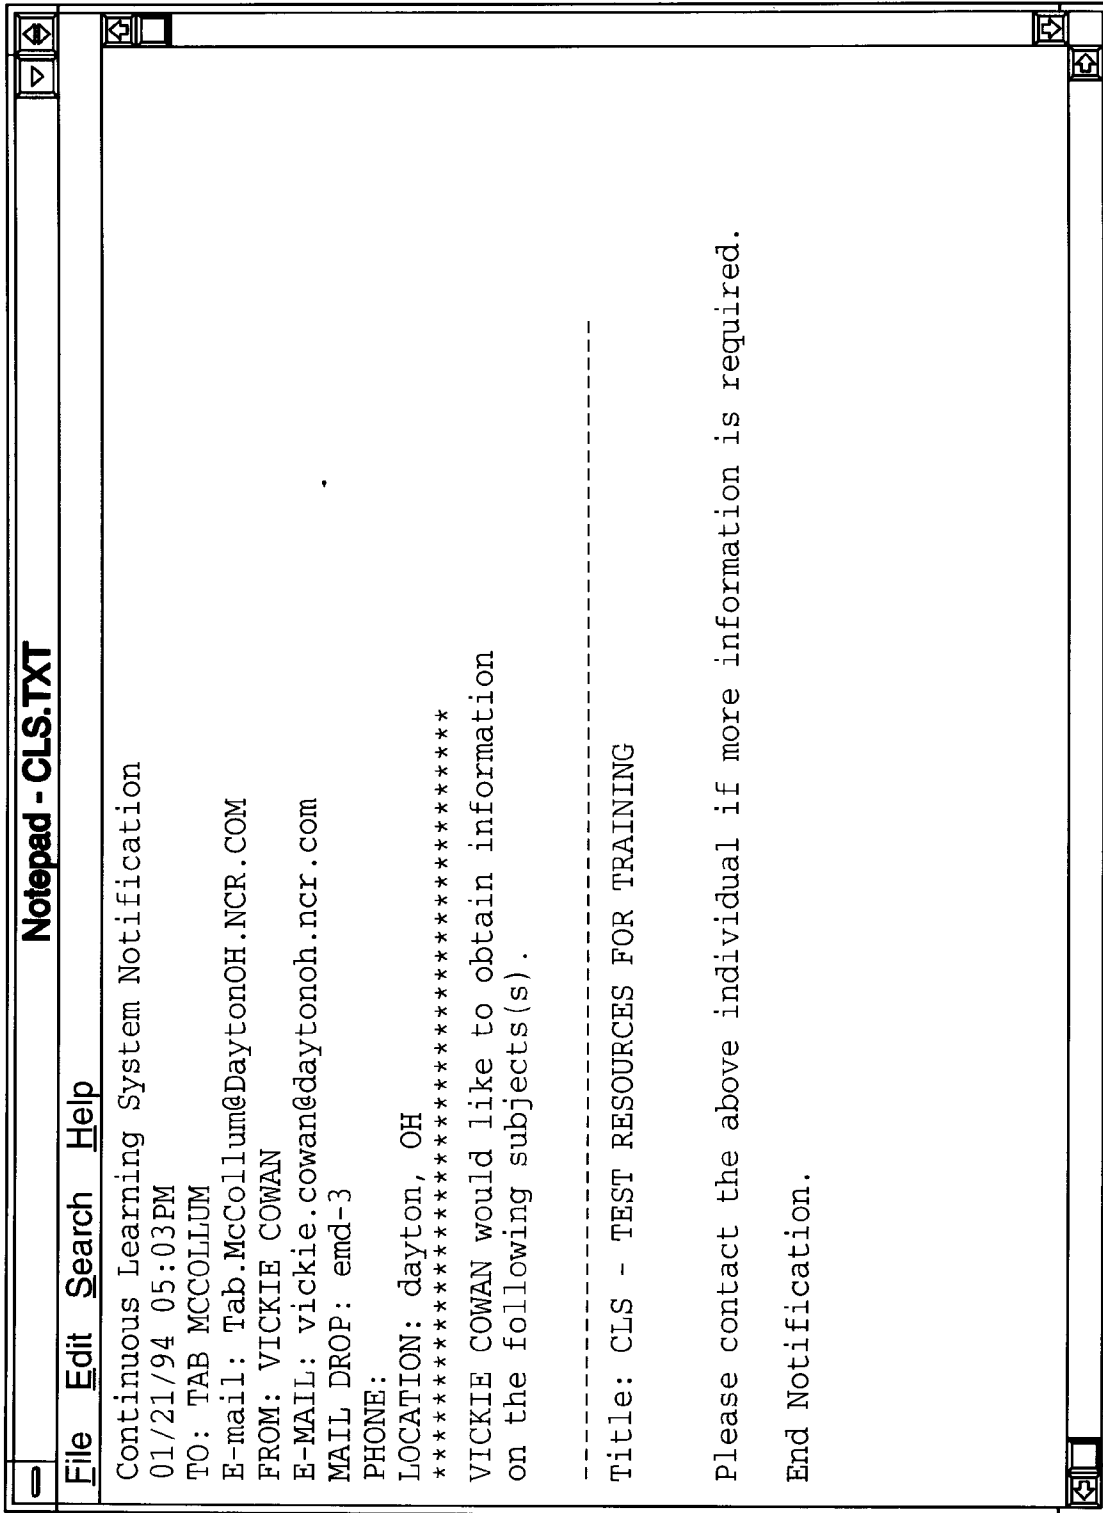 Notepad - CLS.TXT
File Edit Search Help
Continuous Learning System Notification
01/21/94 05:03PM
TO: TAB MCCOLLUM
E-mail: Tab.McCollum@DaytonOH.NCR.COM
FROM: VICKIE COWAN
E-MAIL: vickie.cowan@daytonoh.ncr.com
MAIL DROP: emd-3
PHONE:
LOCATION: dayton, OH
*******************************************
VICKIE COWAN would like to obtain information
on the following subjects(s).
----------------------------------------------------------------
Title: CLS - TEST RESOURCES FOR TRAINING
Please contact the above individual if more information is required.
End Notification.